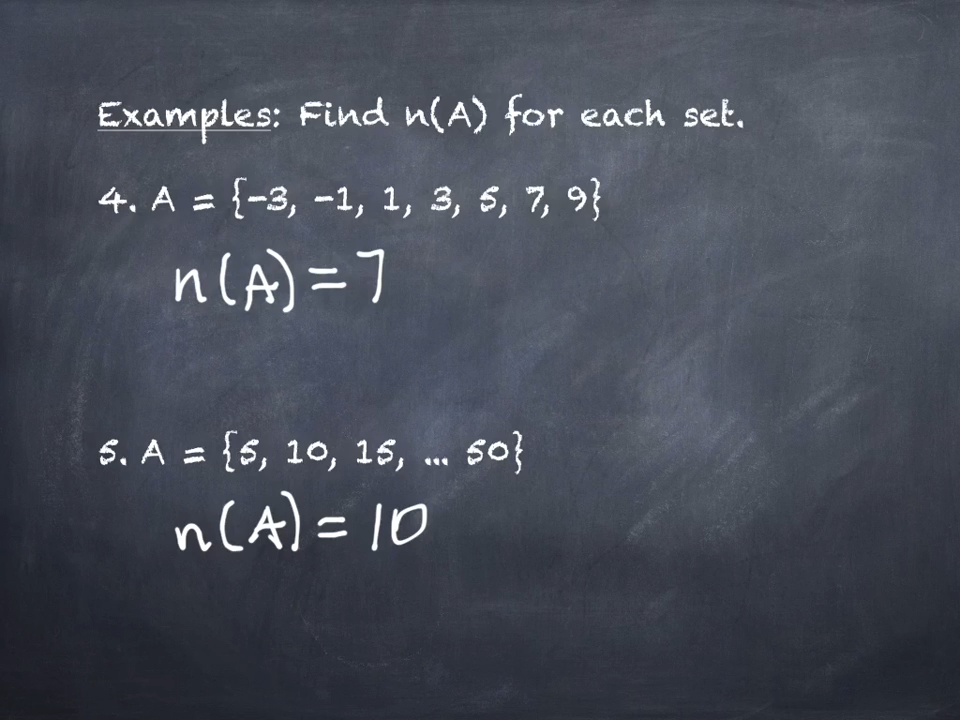 Examples: Find n(A) for each set.
4. A = {-3, -1, 1, 3, 5, 7, 9}
n(A) = 7
5. A = {5, 10, 15, ... 50}
n(A) = 10